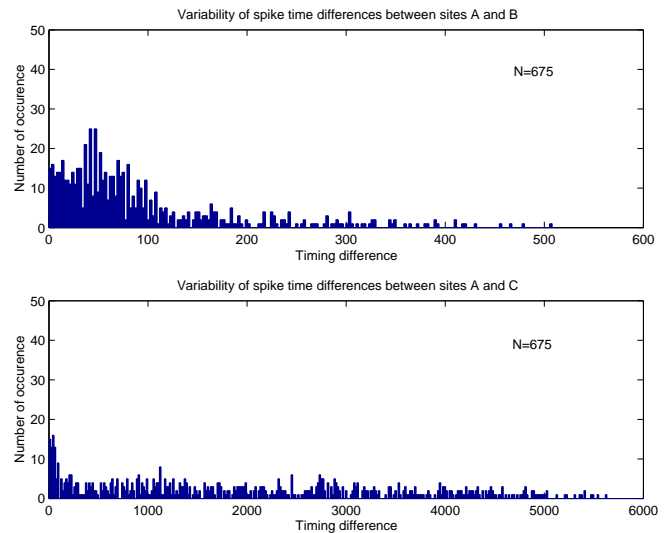 Variability of spike time differences between sites A and B
50
40
30
20
10
0
Number of occurence
N=675
0 100 200 300 400 500 600
Timing difference
Variability of spike time differences between sites A and C
50
40
30
20
10
0
Number of occurence
N=675
0 1000 2000 3000 4000 5000 6000
Timing difference